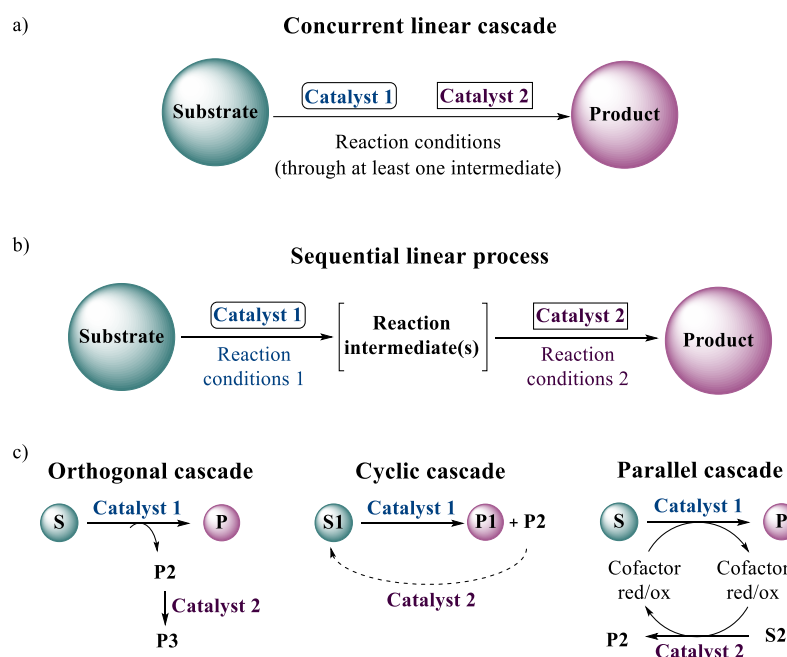 a)
Concurrent linear cascade
Substrate
Catalyst 1
Catalyst 2
Product
Reaction conditions
(through at least one intermediate)
b)
Sequential linear process
Substrate
Catalyst 1
Reaction
conditions 1
Reaction
intermediate(s)
Catalyst 2
Reaction
conditions 2
Product
c)
Orthogonal cascade
S
Catalyst 1
P
P2
Catalyst 2
P3
Cyclic cascade
S1
Catalyst 1
P1 + P2
Catalyst 2
Parallel cascade
S
Catalyst 1
P
Cofactor
red/ox
Cofactor
red/ox
P2
S2
Catalyst 2